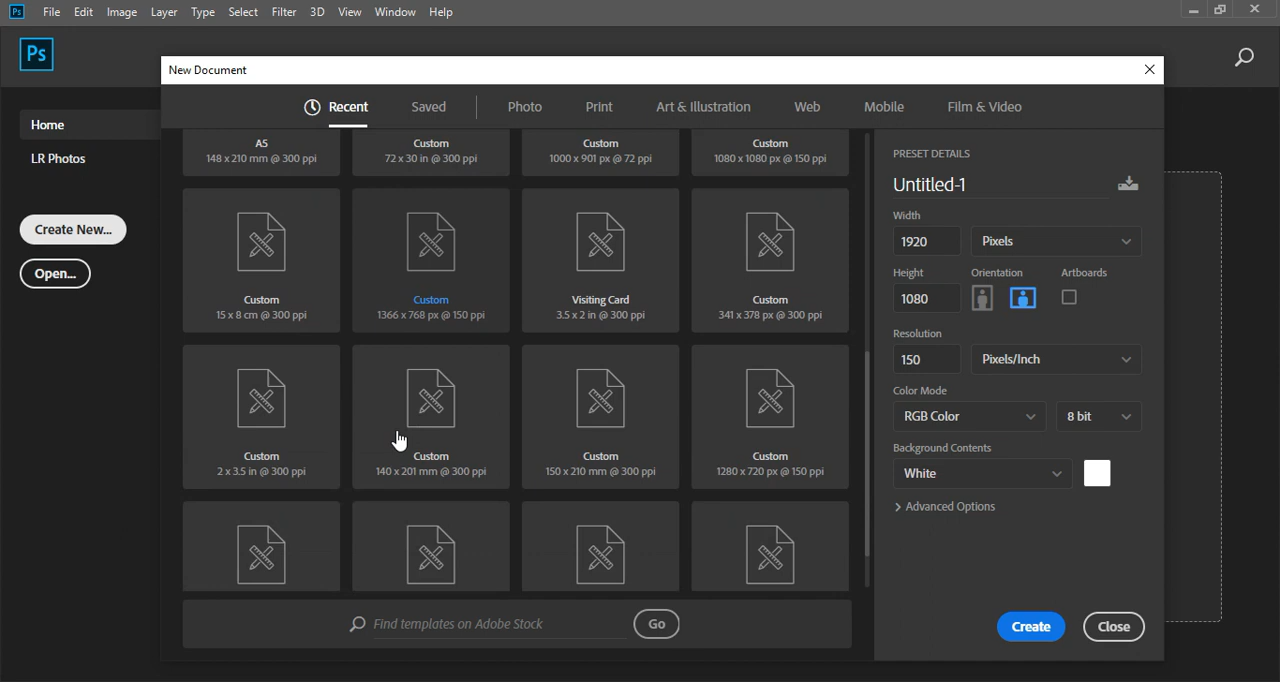 Ps File Edit Image Layer Type Select Filter 3D View Window Help
Ps
Home
LR Photos
Create New...
Open...
New Document
Recent Saved Photo Print Art & Illustration Web Mobile Film & Video
A5 Custom Custom Custom
148 x 210 mm @ 300 ppi 72 x 30 in @ 300 ppi 1000 x 901 px @ 72 ppi 1080 x 1080 px @ 150 ppi
Custom Custom Visiting Card Custom
15 x 8 cm @ 300 ppi 1366 x 768 px @ 150 ppi 3.5 x 2 in @ 300 ppi 341 x 378 px @ 300 ppi
Custom Custom Custom Custom
2 x 3.5 in @ 300 ppi 140 x 201 mm @ 300 ppi 150 x 210 mm @ 300 ppi 1280 x 720 px @ 150 ppi
Find templates on Adobe Stock Go
PRESET DETAILS
Untitled-1
Width
1920 Pixels
Height Orientation Artboards
1080
Resolution
150 Pixels/Inch
Color Mode
RGB Color 8 bit
Background Contents
White
Advanced Options
Create Close